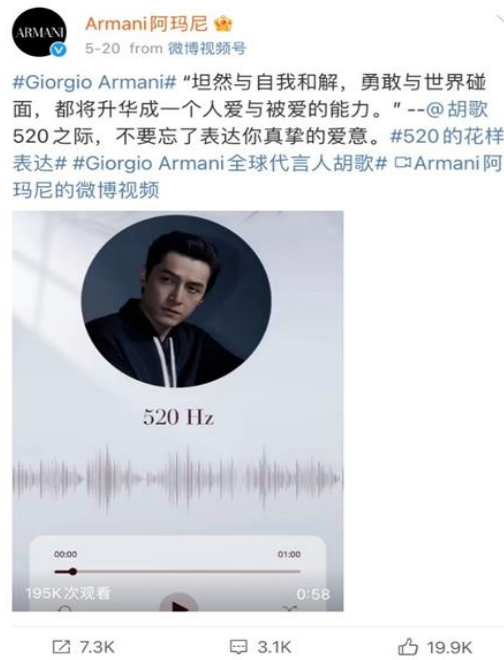 ARMANI
Armani阿玛尼
5-20 from 微博视频号
#Giorgio Armani# “坦然与自我和解，勇敢与世界碰
面，都将升华成一个人爱与被爱的能力。” --@胡歌
520之际，不要忘了表达你真挚的爱意。#520的花样
表达# #Giorgio Armani全球代言人胡歌# Armani阿
玛尼的微博视频
520 Hz
00:00 01:00
195K次观看 0:58
7.3K 3.1K 19.9K